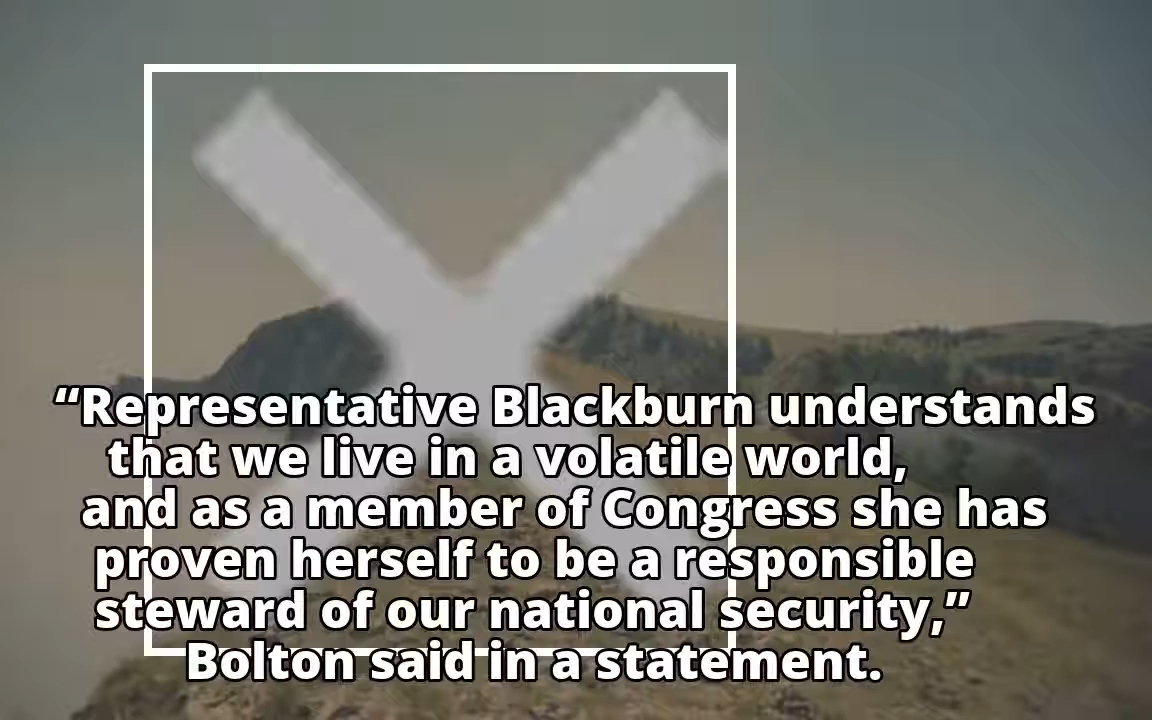 “Representative Blackburn understands
that we live in a volatile world,
and as a member of Congress she has
proven herself to be a responsible
steward of our national security,”
Bolton said in a statement.